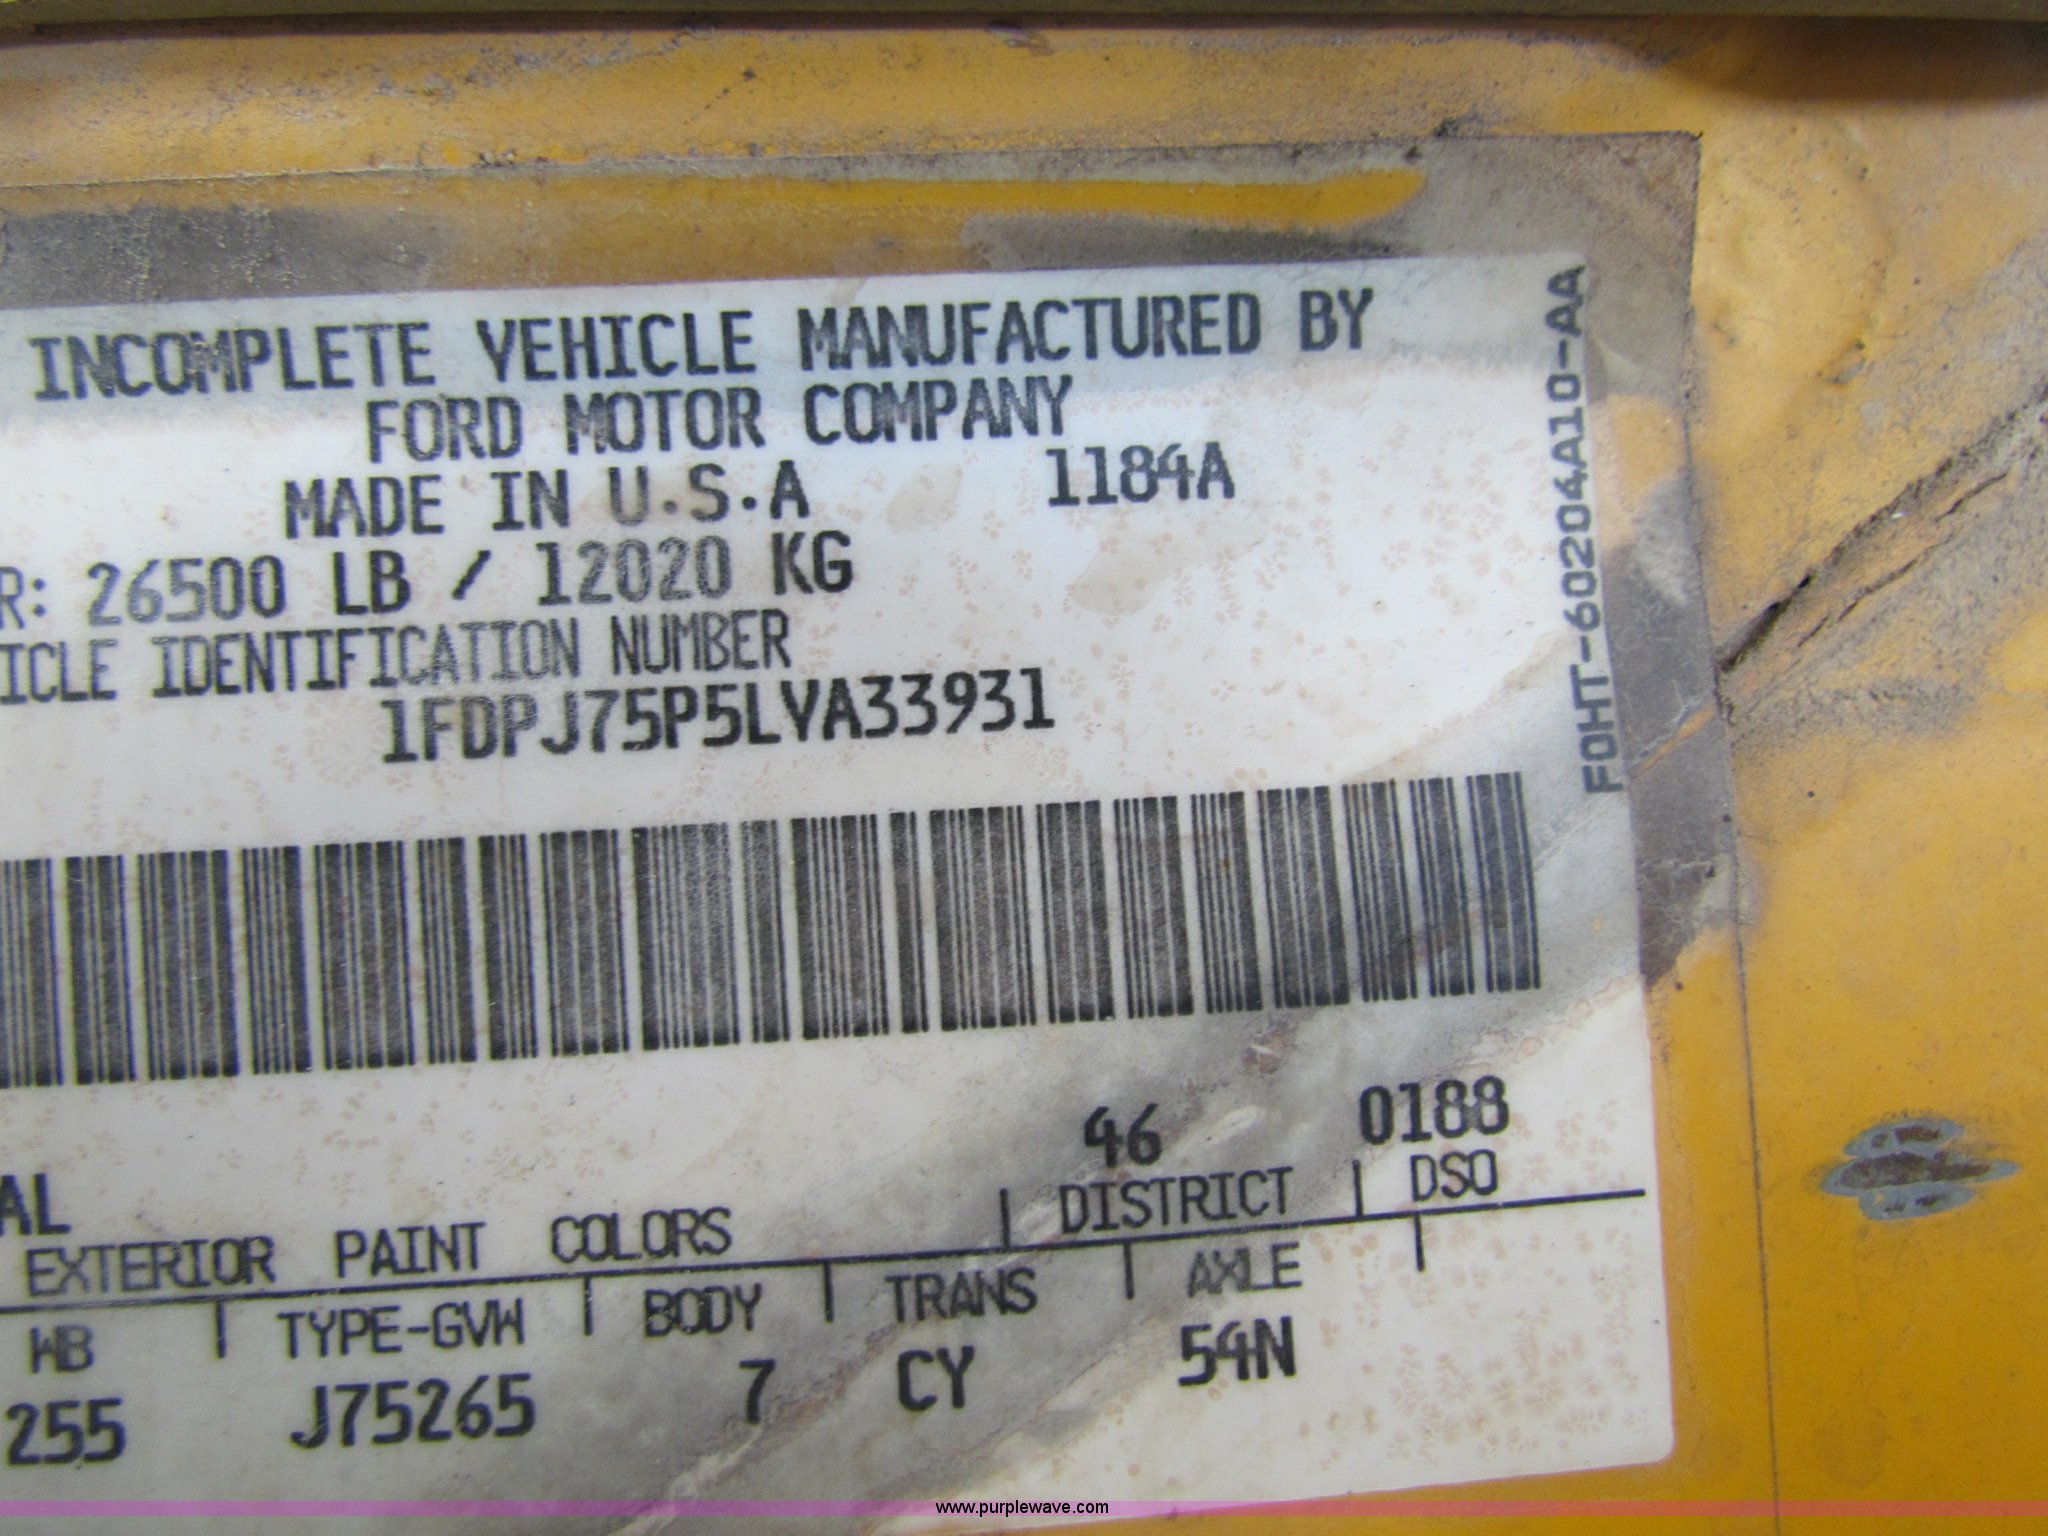 INCOMPLETE VEHICLE MANUFACTURED BY
FORD MOTOR COMPANY
MADE IN U.S.A 1184A
R: 26500 LB / 12020 KG
ICLE IDENTIFICATION NUMBER
1FDPJ75P5LVA33931
F0HT-60204A10-AA
46 0188
AL
EXTERIOR PAINT COLORS | DISTRICT | DSO
WB | TYPE-GVW | BODY | TRANS | AXLE |
255 J75265 7 CY 54N
www.purplewave.com